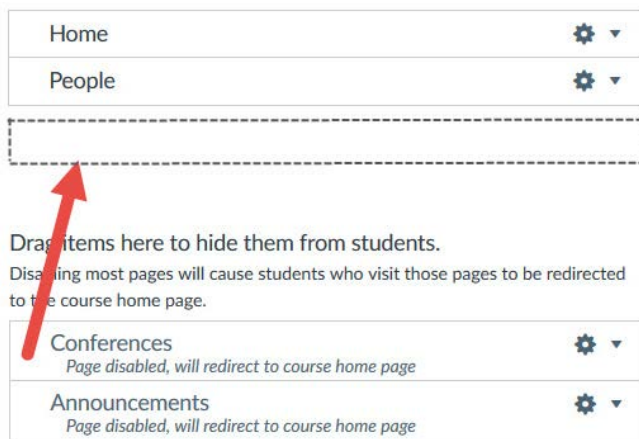 Home
People
Drag items here to hide them from students.
Disabling most pages will cause students who visit those pages to be redirected
to the course home page.
Conferences
Page disabled, will redirect to course home page
Announcements
Page disabled, will redirect to course home page